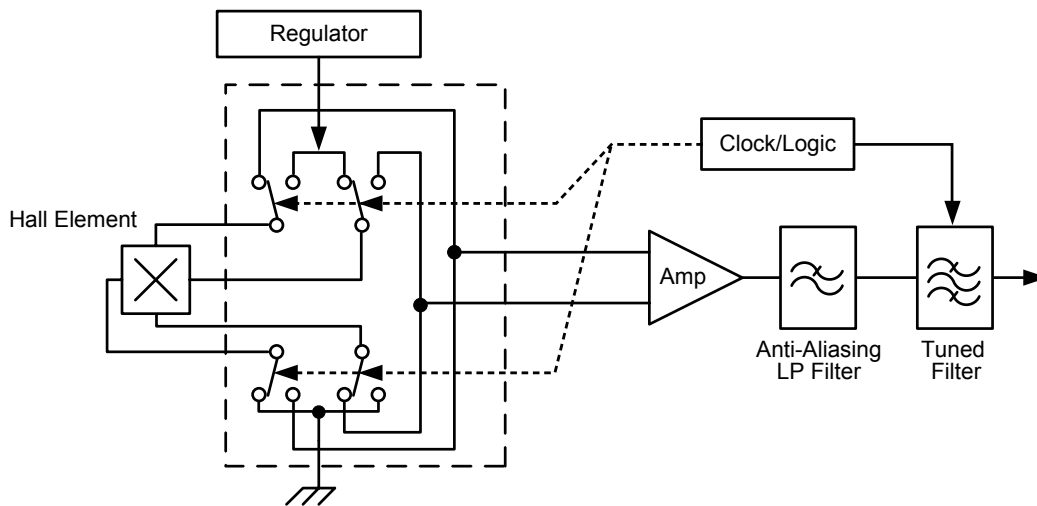 Regulator
Clock/Logic
Hall Element
Amp
Anti-Aliasing
LP Filter
Tuned
Filter